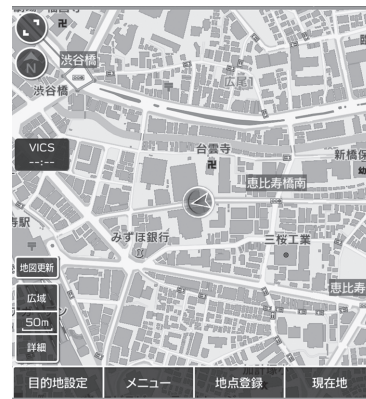 渋谷橋
渋谷橋
広尾
台雲寺
VICS
--:--
新橋
恵比寿橋南
寿駅
みずほ銀行
三桜工業
地図更新
恵比寿
広域
50m
詳細
目的地設定
メニュー
地点登録
現在地